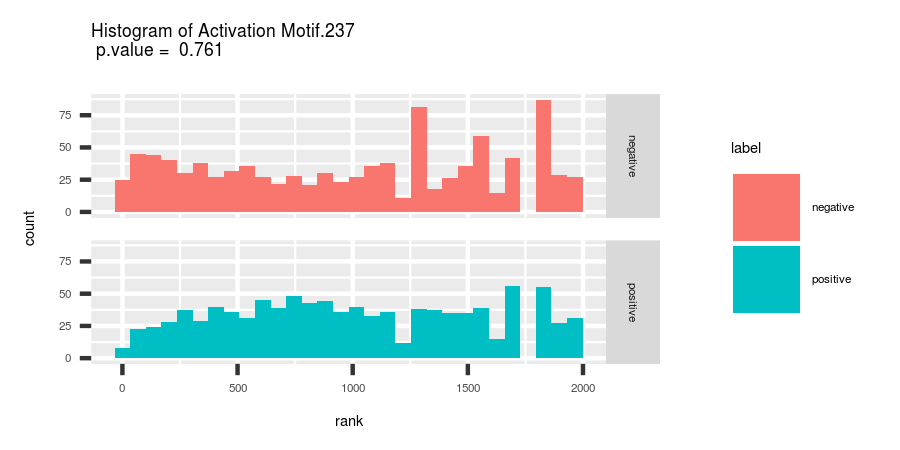 Histogram of Activation Motif.237
p.value = 0.761
count
75
50
25
0
negative
75
50
25
0
positive
0 500 1000 1500 2000
rank
label
negative
positive